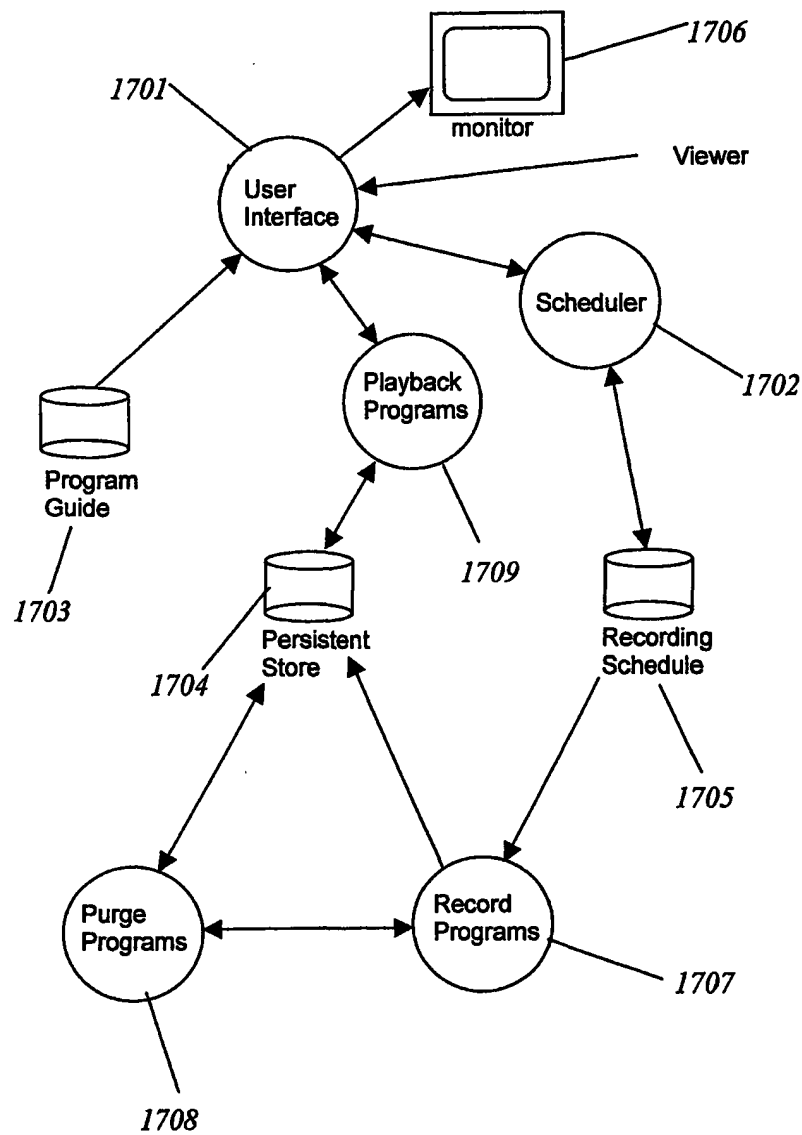 1706
1701
monitor
Viewer
User
Interface
Scheduler
1702
Playback
Programs
Program
Guide
1703
1709
Persistent
Store
1704
Recording
Schedule
1705
Purge
Programs
Record
Programs
1707
1708